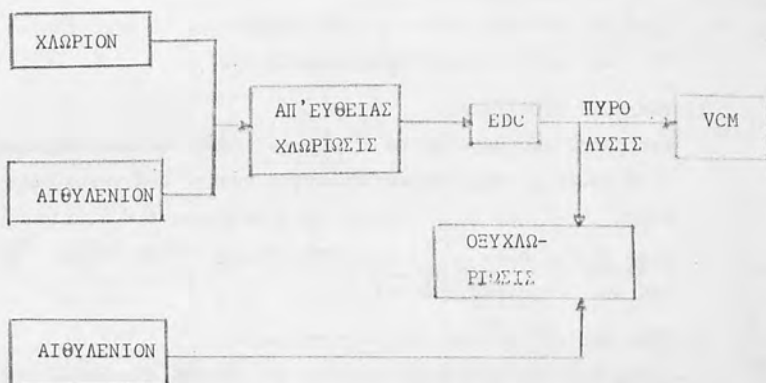 ΧΛΩΡΙΟΝ
ΑΠ'ΕΥΘΕΙΑΣ
ΧΛΩΡΙΩΣΙΣ
EDC
ΠΥΡΟ
ΛΥΣΙΣ
VCM
ΑΙΘΥΛΕΝΙΟΝ
ΟΞΥΧΛΩ-
ΡΙΩΣΙΣ
ΑΙΘΥΛΕΝΙΟΝ